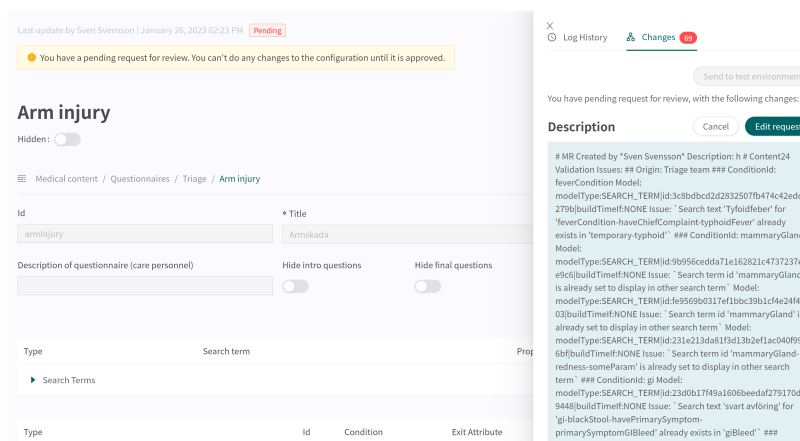 Last update by Sven Svensson | January 26, 2023 02:23 PM Pending
You have a pending request for review. You can't do any changes to the configuration until it is approved.
Arm injury
Hidden :
Medical content / Questionnaires / Triage / Arm injury
Id
* Title
armInjury
Armskada
Description of questionnaire (care personnel)
Hide intro questions
Hide final questions
Type Search term Prop
Search Terms
Type Id Condition Exit Attribute
Log History Changes 69
Send to test environmen
You have pending request for review, with the following changes:
Description Cancel Edit request
# MR Created by *Sven Svensson* Description: h # Content24
Validation Issues: ## Origin: Triage team ### ConditionId:
feverCondition Model:
modelType:SEARCH_TERM|id:3c8bdbcd2d2832507fb474c42edc
279b|buildTimeIf:NONE Issue: `Search text 'Tyfoidfeber' for
'feverCondition-haveChiefComplaint-typhoidFever' already
exists in 'temporary-typhoid'` ### ConditionId: mammaryGland
Model:
modelType:SEARCH_TERM|id:9b956cedda71e162821c4737237e
e9c6|buildTimeIf:NONE Issue: `Search term id 'mammaryGland
is already set to display in other search term` Model:
modelType:SEARCH_TERM|id:fe9569b0317ef1bbc39b1cf4e24f4
03|buildTimeIf:NONE Issue: `Search term id 'mammaryGland' i
already set to display in other search term` Model:
modelType:SEARCH_TERM|id:231e213da81f3d13b2ef1ac040f99
6bf|buildTimeIf:NONE Issue: `Search term id 'mammaryGland-
redness-someParam' is already set to display in other search
term` ### ConditionId: gi Model:
modelType:SEARCH_TERM|id:23d0b17f49a1606beedaf279170d
9448|buildTimeIf:NONE Issue: `Search text 'svart avföring' for
'gi-blackStool-havePrimarySymptom-
primarySymptomGIBleed' already exists in 'giBleed'` ###